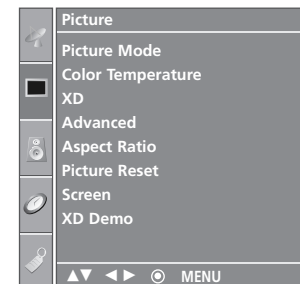 Picture
Picture Mode
Color Temperature
XD
Advanced
Aspect Ratio
Picture Reset
Screen
XD Demo
▲▼ ◄► ◉ MENU